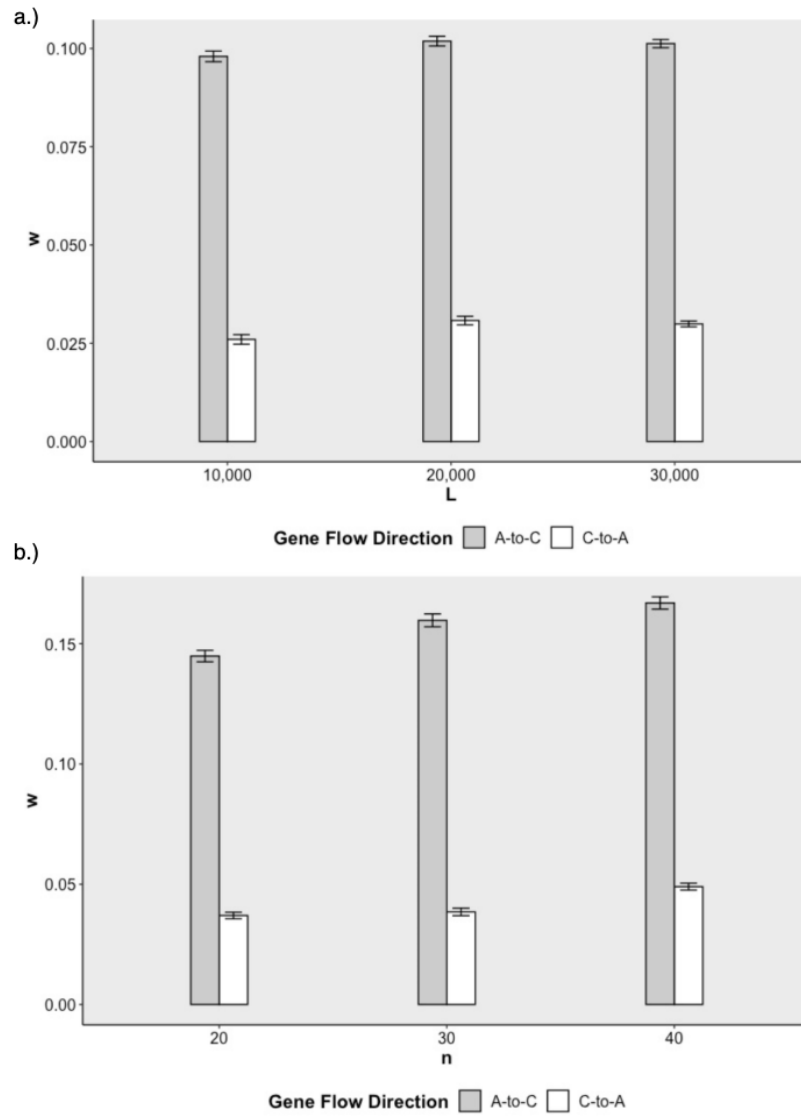 a.)
0.100
0.075
w
0.050
0.025
0.000
10,000 20,000 30,000
L
Gene Flow Direction A-to-C C-to-A
b.)
0.15
0.10
w
0.05
0.00
20 30 40
n
Gene Flow Direction A-to-C C-to-A